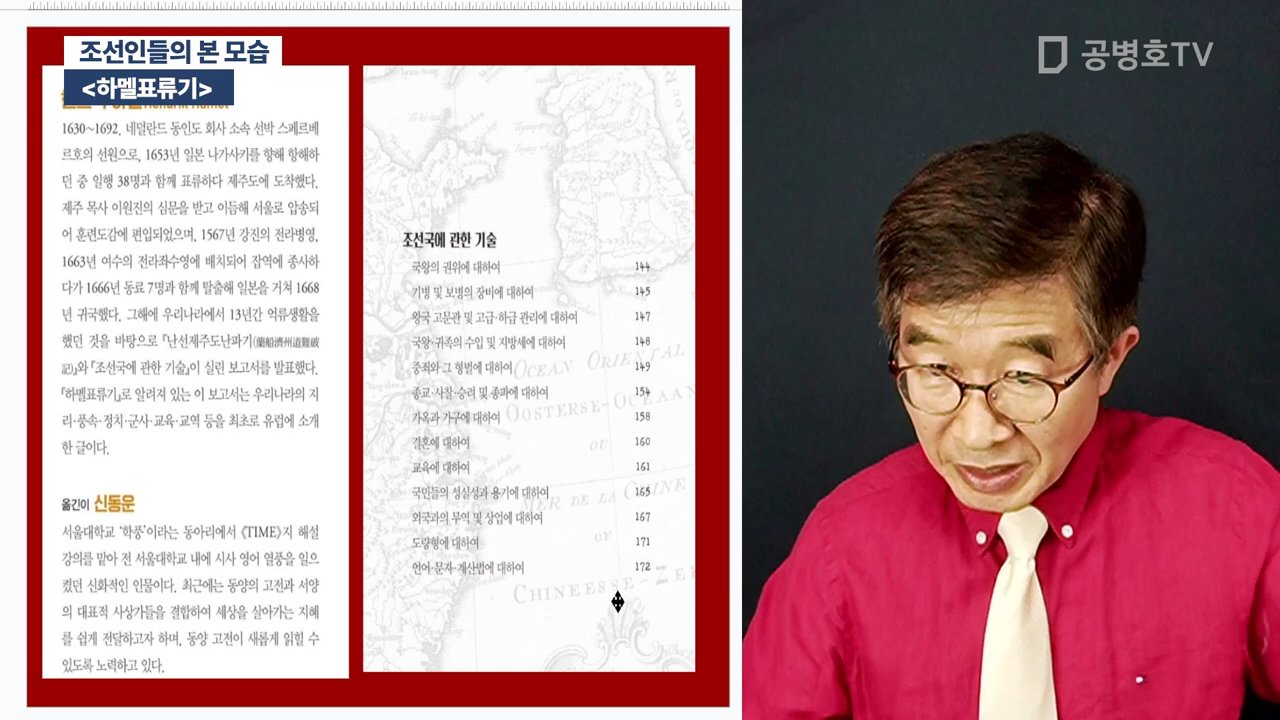 조선인들의 본 모습
<하멜표류기>
공병호TV
1630~1692. 네덜란드 동인도 회사 소속 선박 스페르베
르호의 선원으로, 1653년 일본 나가사키를 향해 항해하
던 중 일행 38명과 함께 표류하다 제주도에 도착했다.
제주 목사 이원진의 심문을 받고 이듬해 서울로 압송되
어 훈련도감에 편입되었으며, 1567년 강진의 전라병영,
1663년 여수의 전라좌수영에 배치되어 잡역에 종사하
다가 1666년 동료 7명과 함께 탈출해 일본을 거쳐 1668
년 귀국했다. 그해에 우리나라에서 13년간 억류생활을
했던 것을 바탕으로 『난선제주도난파기(蘭船濟州道難破
記)』와 『조선국에 관한 기술』이 실린 보고서를 발표했다.
『하멜표류기』로 알려져 있는 이 보고서는 우리나라의 지
리·풍속·정치·군사·교육·교역 등을 최초로 유럽에 소개
한 글이다.
옮긴이 신동운
서울대학교 '학풍'이라는 동아리에서 《TIME》지 해설
강의를 맡아 전 서울대학교 내에 시사 영어 열풍을 일으
켰던 신화적인 인물이다. 최근에는 동양의 고전과 서양
의 대표적 사상가들을 결합하여 세상을 살아가는 지혜
를 쉽게 전달하고자 하며, 동양 고전이 새롭게 읽힐 수
있도록 노력하고 있다.
조선국에 관한 기술
국왕의 권위에 대하여 144
기병 및 보병의 장비에 대하여 145
왕국 고문관 및 고급·하급 관리에 대하여 147
국왕·귀족의 수입 및 지방세에 대하여 148
중죄와 그 형벌에 대하여 149
종교·사찰·승려 및 종파에 대하여 154
가옥과 가구에 대하여 158
결혼에 대하여 160
교육에 대하여 161
국민들의 성실성과 용기에 대하여 165
외국과의 무역 및 상업에 대하여 167
도량형에 대하여 171
언어·문자·계산법에 대하여 172
OCEAN ORIENTAL
OOSTERSE-OCEAAN
OU
MER DE LA CHINE
OF
CHINEESSE-ZEE